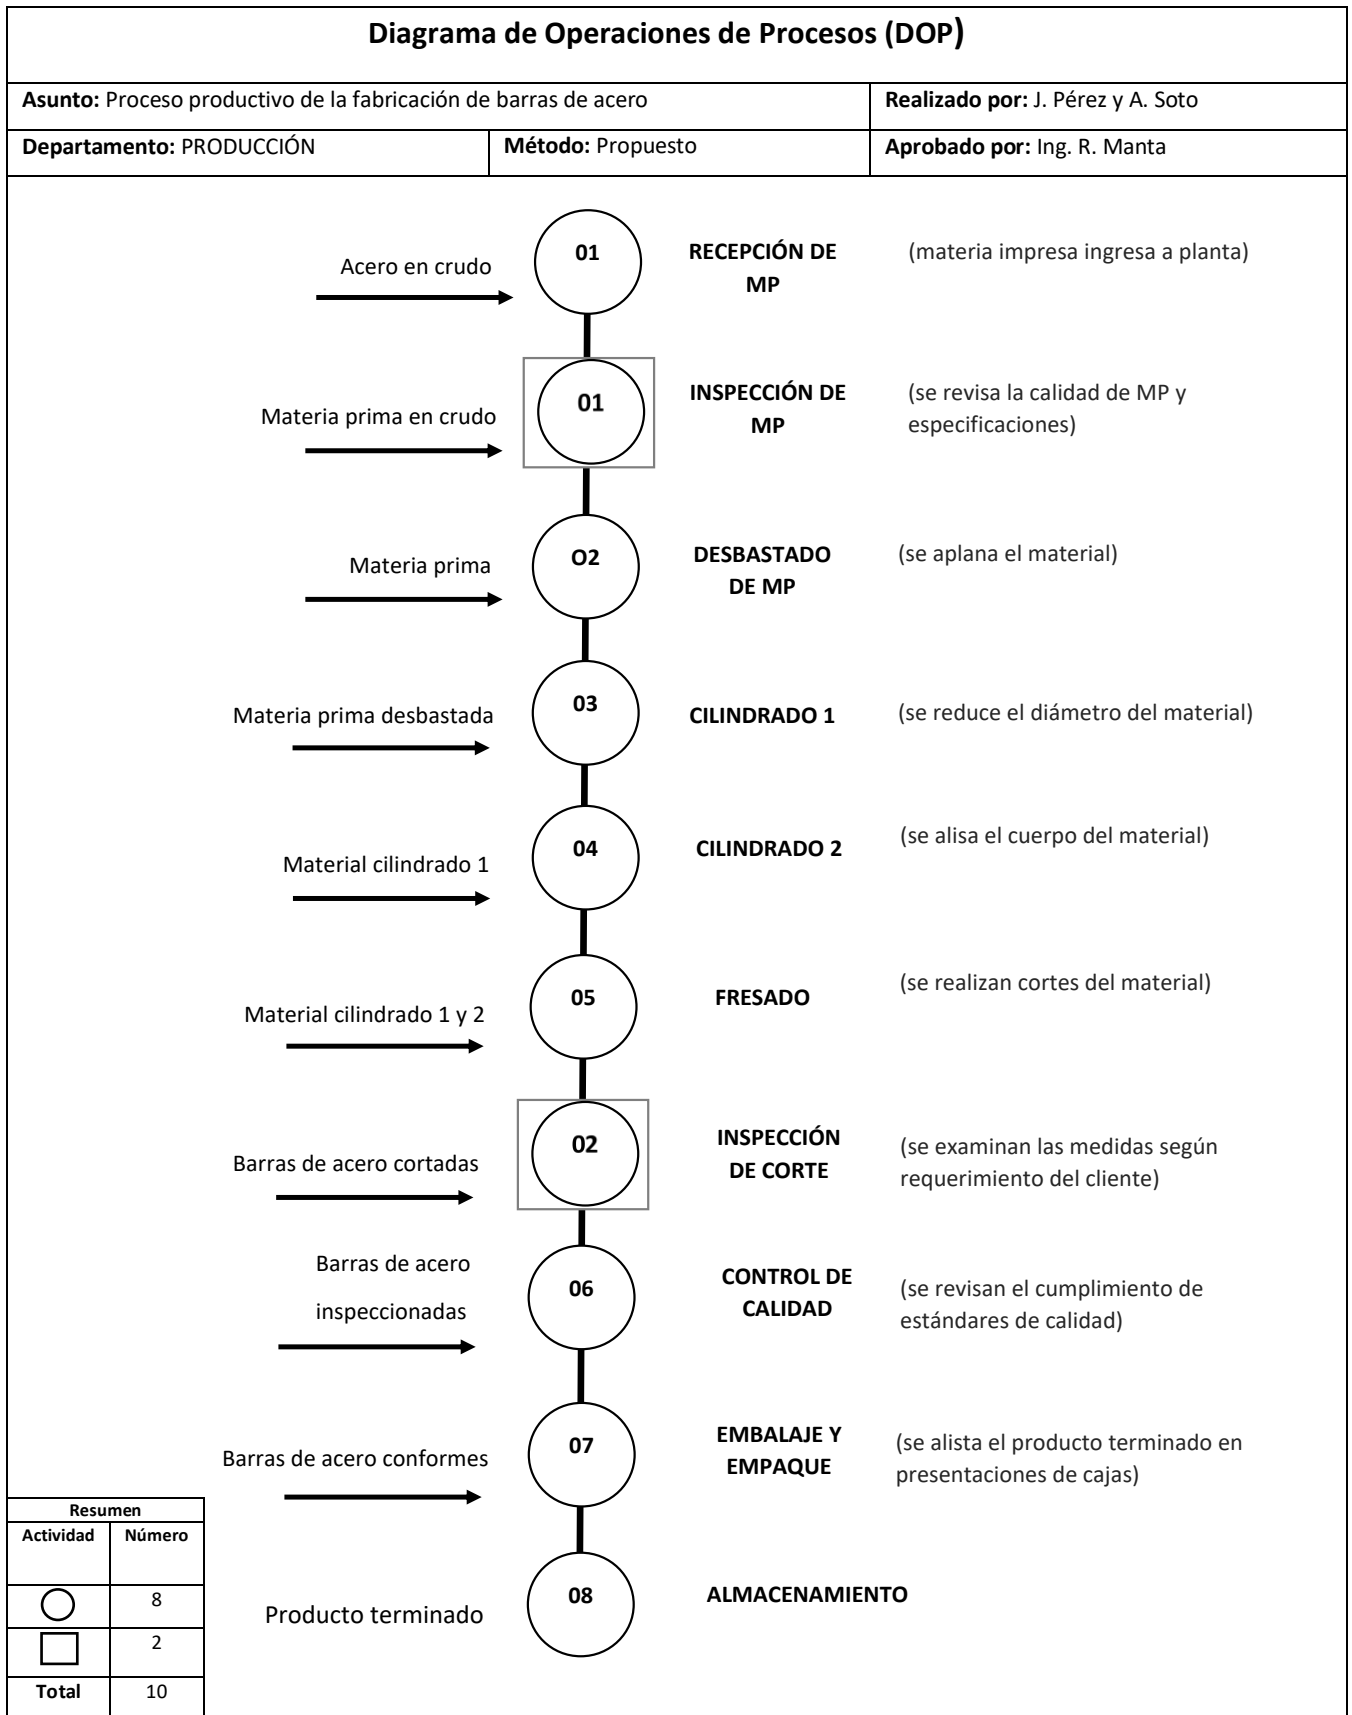 Diagrama de Operaciones de Procesos (DOP)
Asunto: Proceso productivo de la fabricación de barras de acero
Realizado por: J. Pérez y A. Soto
Departamento: PRODUCCIÓN
Método: Propuesto
Aprobado por: Ing. R. Manta
Acero en crudo
01
RECEPCIÓN DE
MP
(materia impresa ingresa a planta)
Materia prima en crudo
01
INSPECCIÓN DE
MP
(se revisa la calidad de MP y
especificaciones)
Materia prima
O2
DESBASTADO
DE MP
(se aplana el material)
Materia prima desbastada
03
CILINDRADO 1
(se reduce el diámetro del material)
Material cilindrado 1
04
CILINDRADO 2
(se alisa el cuerpo del material)
Material cilindrado 1 y 2
05
FRESADO
(se realizan cortes del material)
Barras de acero cortadas
02
INSPECCIÓN
DE CORTE
(se examinan las medidas según
requerimiento del cliente)
Barras de acero
inspeccionadas
06
CONTROL DE
CALIDAD
(se revisan el cumplimiento de
estándares de calidad)
Barras de acero conformes
07
EMBALAJE Y
EMPAQUE
(se alista el producto terminado en
presentaciones de cajas)
Producto terminado
08
ALMACENAMIENTO
Resumen
Actividad Número
8
2
Total 10